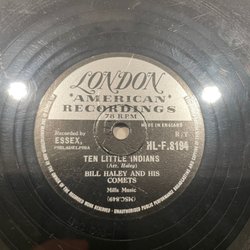 LONDON
"AMERICAN"
RECORDINGS
78 RPM
MADE IN ENGLAND
Recorded by
ESSEX,
PHILADELPHIA
R.T
HL-F.8194
TEN LITTLE INDIANS
(Arr. Haley)
BILL HALEY AND HIS
COMETS
Mills Music